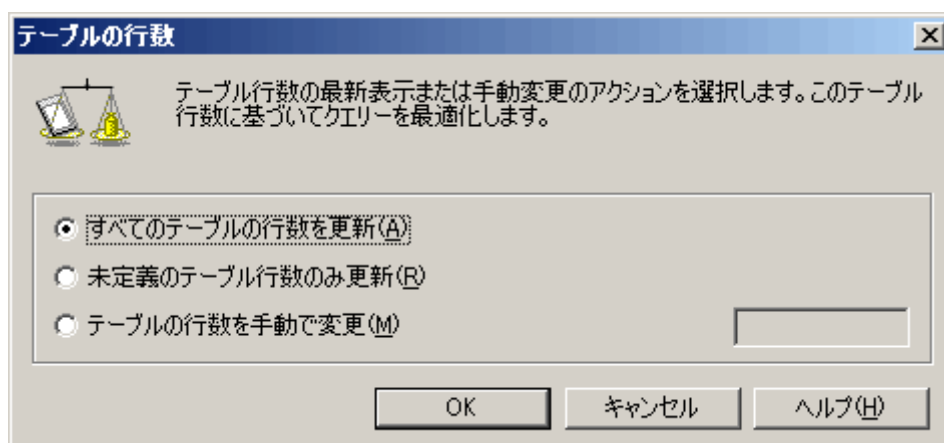 テーブルの行数
テーブル行数の最新表示または手動変更のアクションを選択します。このテーブル
行数に基づいてクエリーを最適化します。
すべてのテーブルの行数を更新(A)
未定義のテーブル行数のみ更新(R)
テーブルの行数を手動で変更(M)
OK
キャンセル
ヘルプ(H)